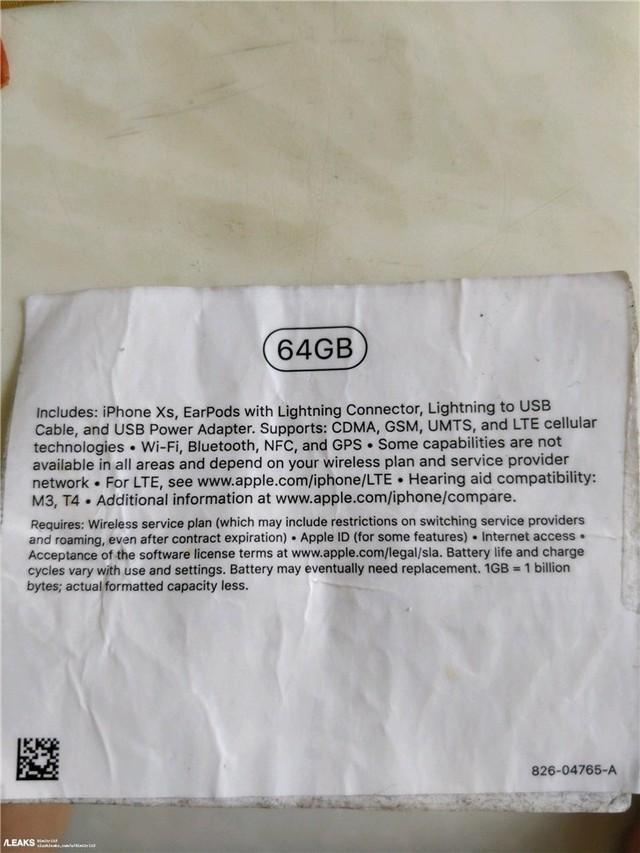 64GB
Includes: iPhone Xs, EarPods with Lightning Connector, Lightning to USB
Cable, and USB Power Adapter. Supports: CDMA, GSM, UMTS, and LTE cellular
technologies • Wi-Fi, Bluetooth, NFC, and GPS • Some capabilities are not
available in all areas and depend on your wireless plan and service provider
network • For LTE, see www.apple.com/iphone/LTE • Hearing aid compatibility:
M3, T4 • Additional information at www.apple.com/iphone/compare.
Requires: Wireless service plan (which may include restrictions on switching service providers
and roaming, even after contract expiration) • Apple ID (for some features) • Internet access •
Acceptance of the software license terms at www.apple.com/legal/sla. Battery life and charge
cycles vary with use and settings. Battery may eventually need replacement. 1GB = 1 billion
bytes; actual formatted capacity less.
826-04765-A
/LEAKS